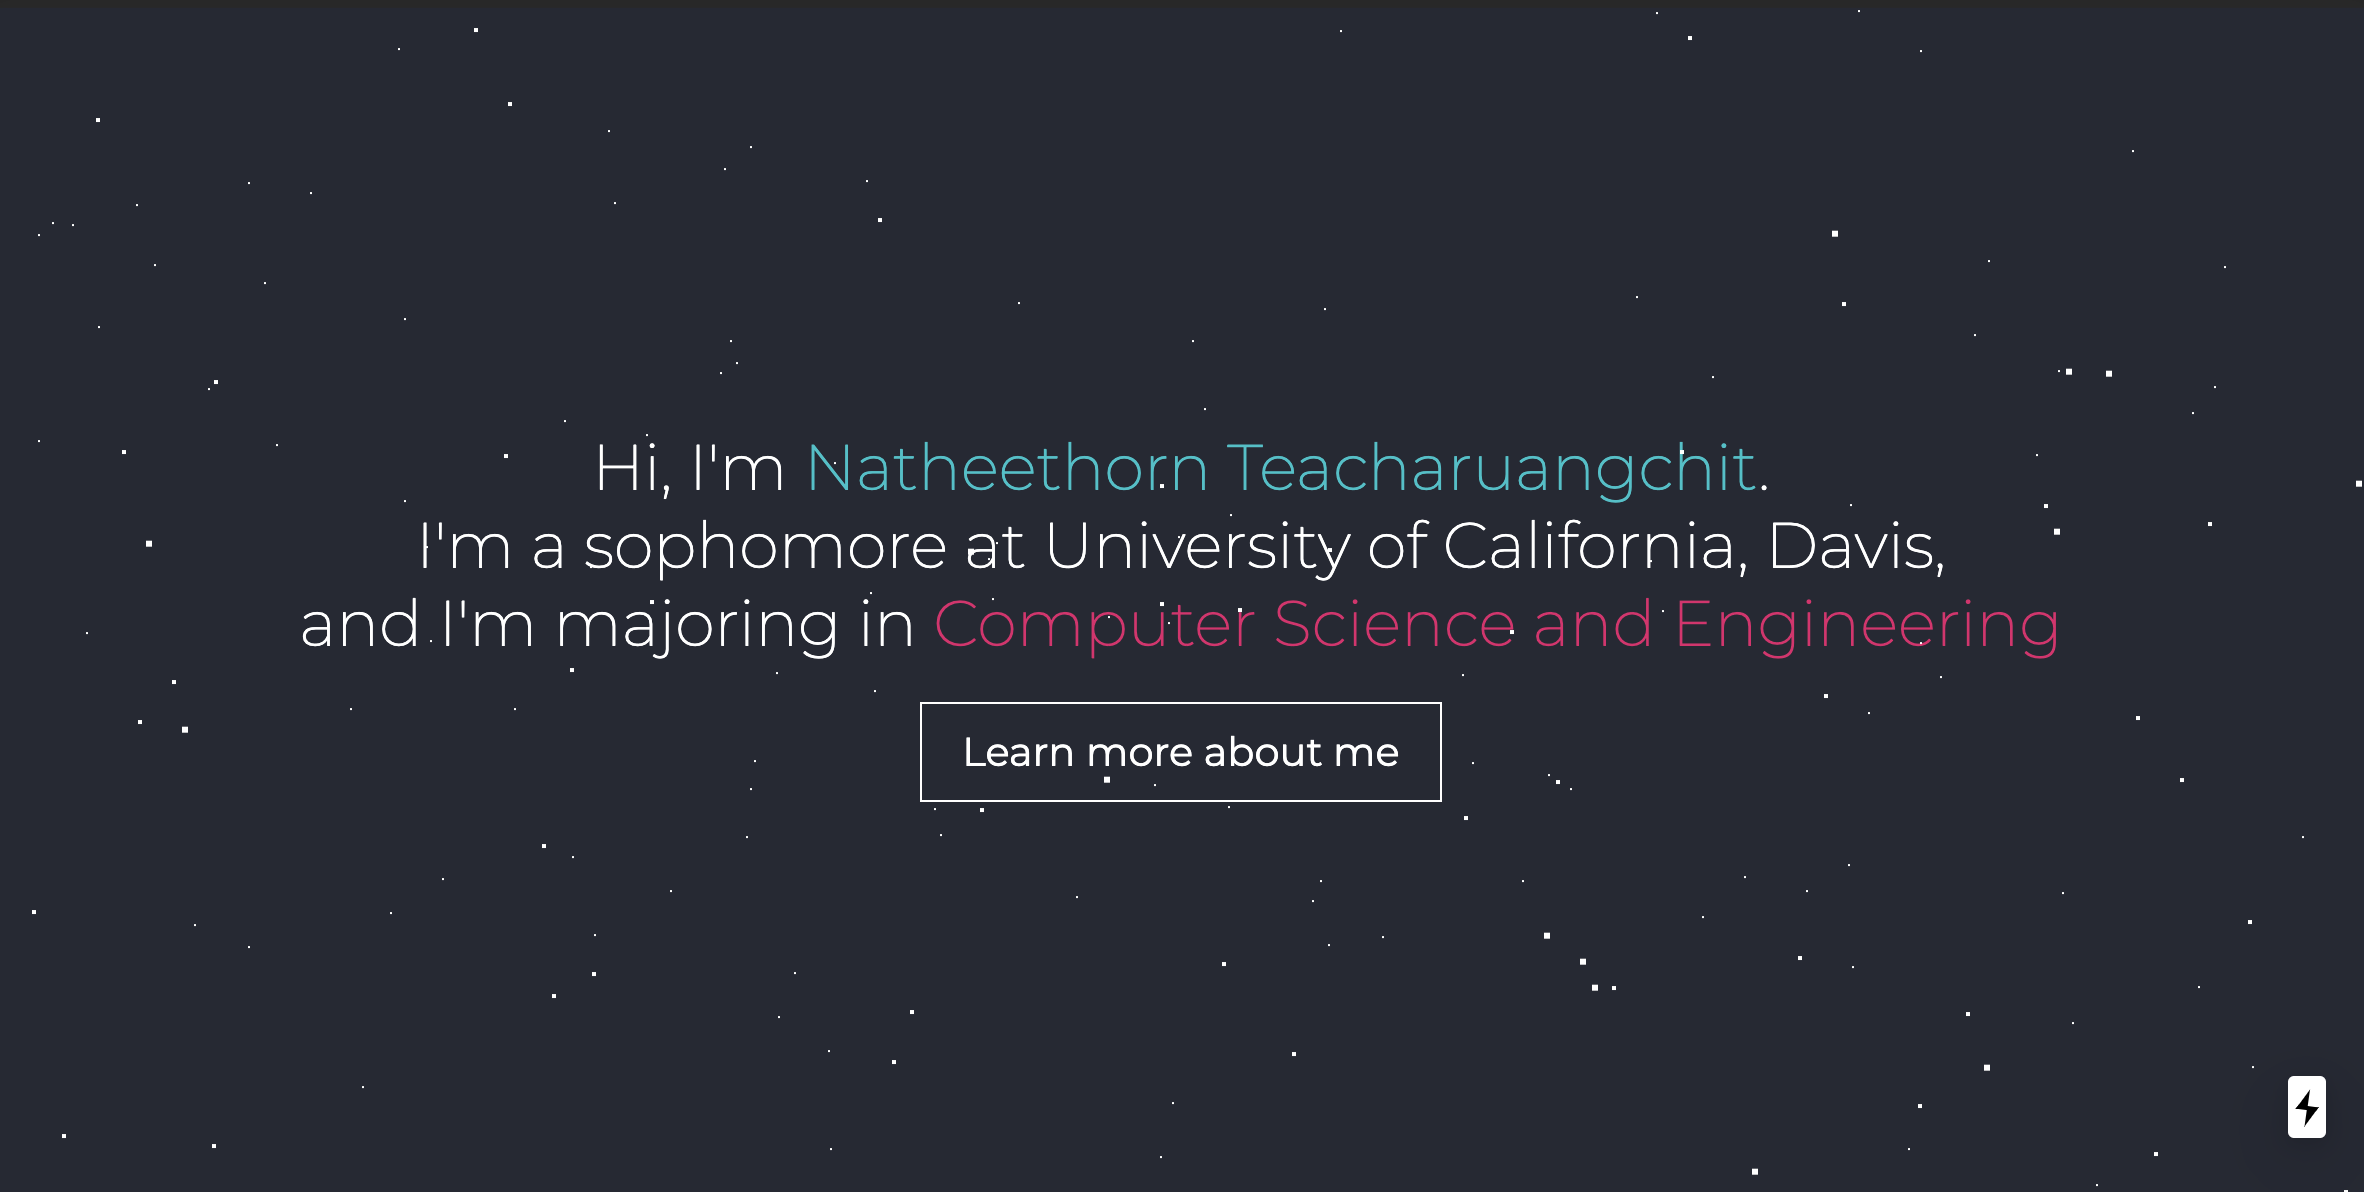 Hi, I'm Natheethorn Teacharuangchit.
I'm a sophomore at University of California, Davis,
and I'm majoring in Computer Science and Engineering
Learn more about me